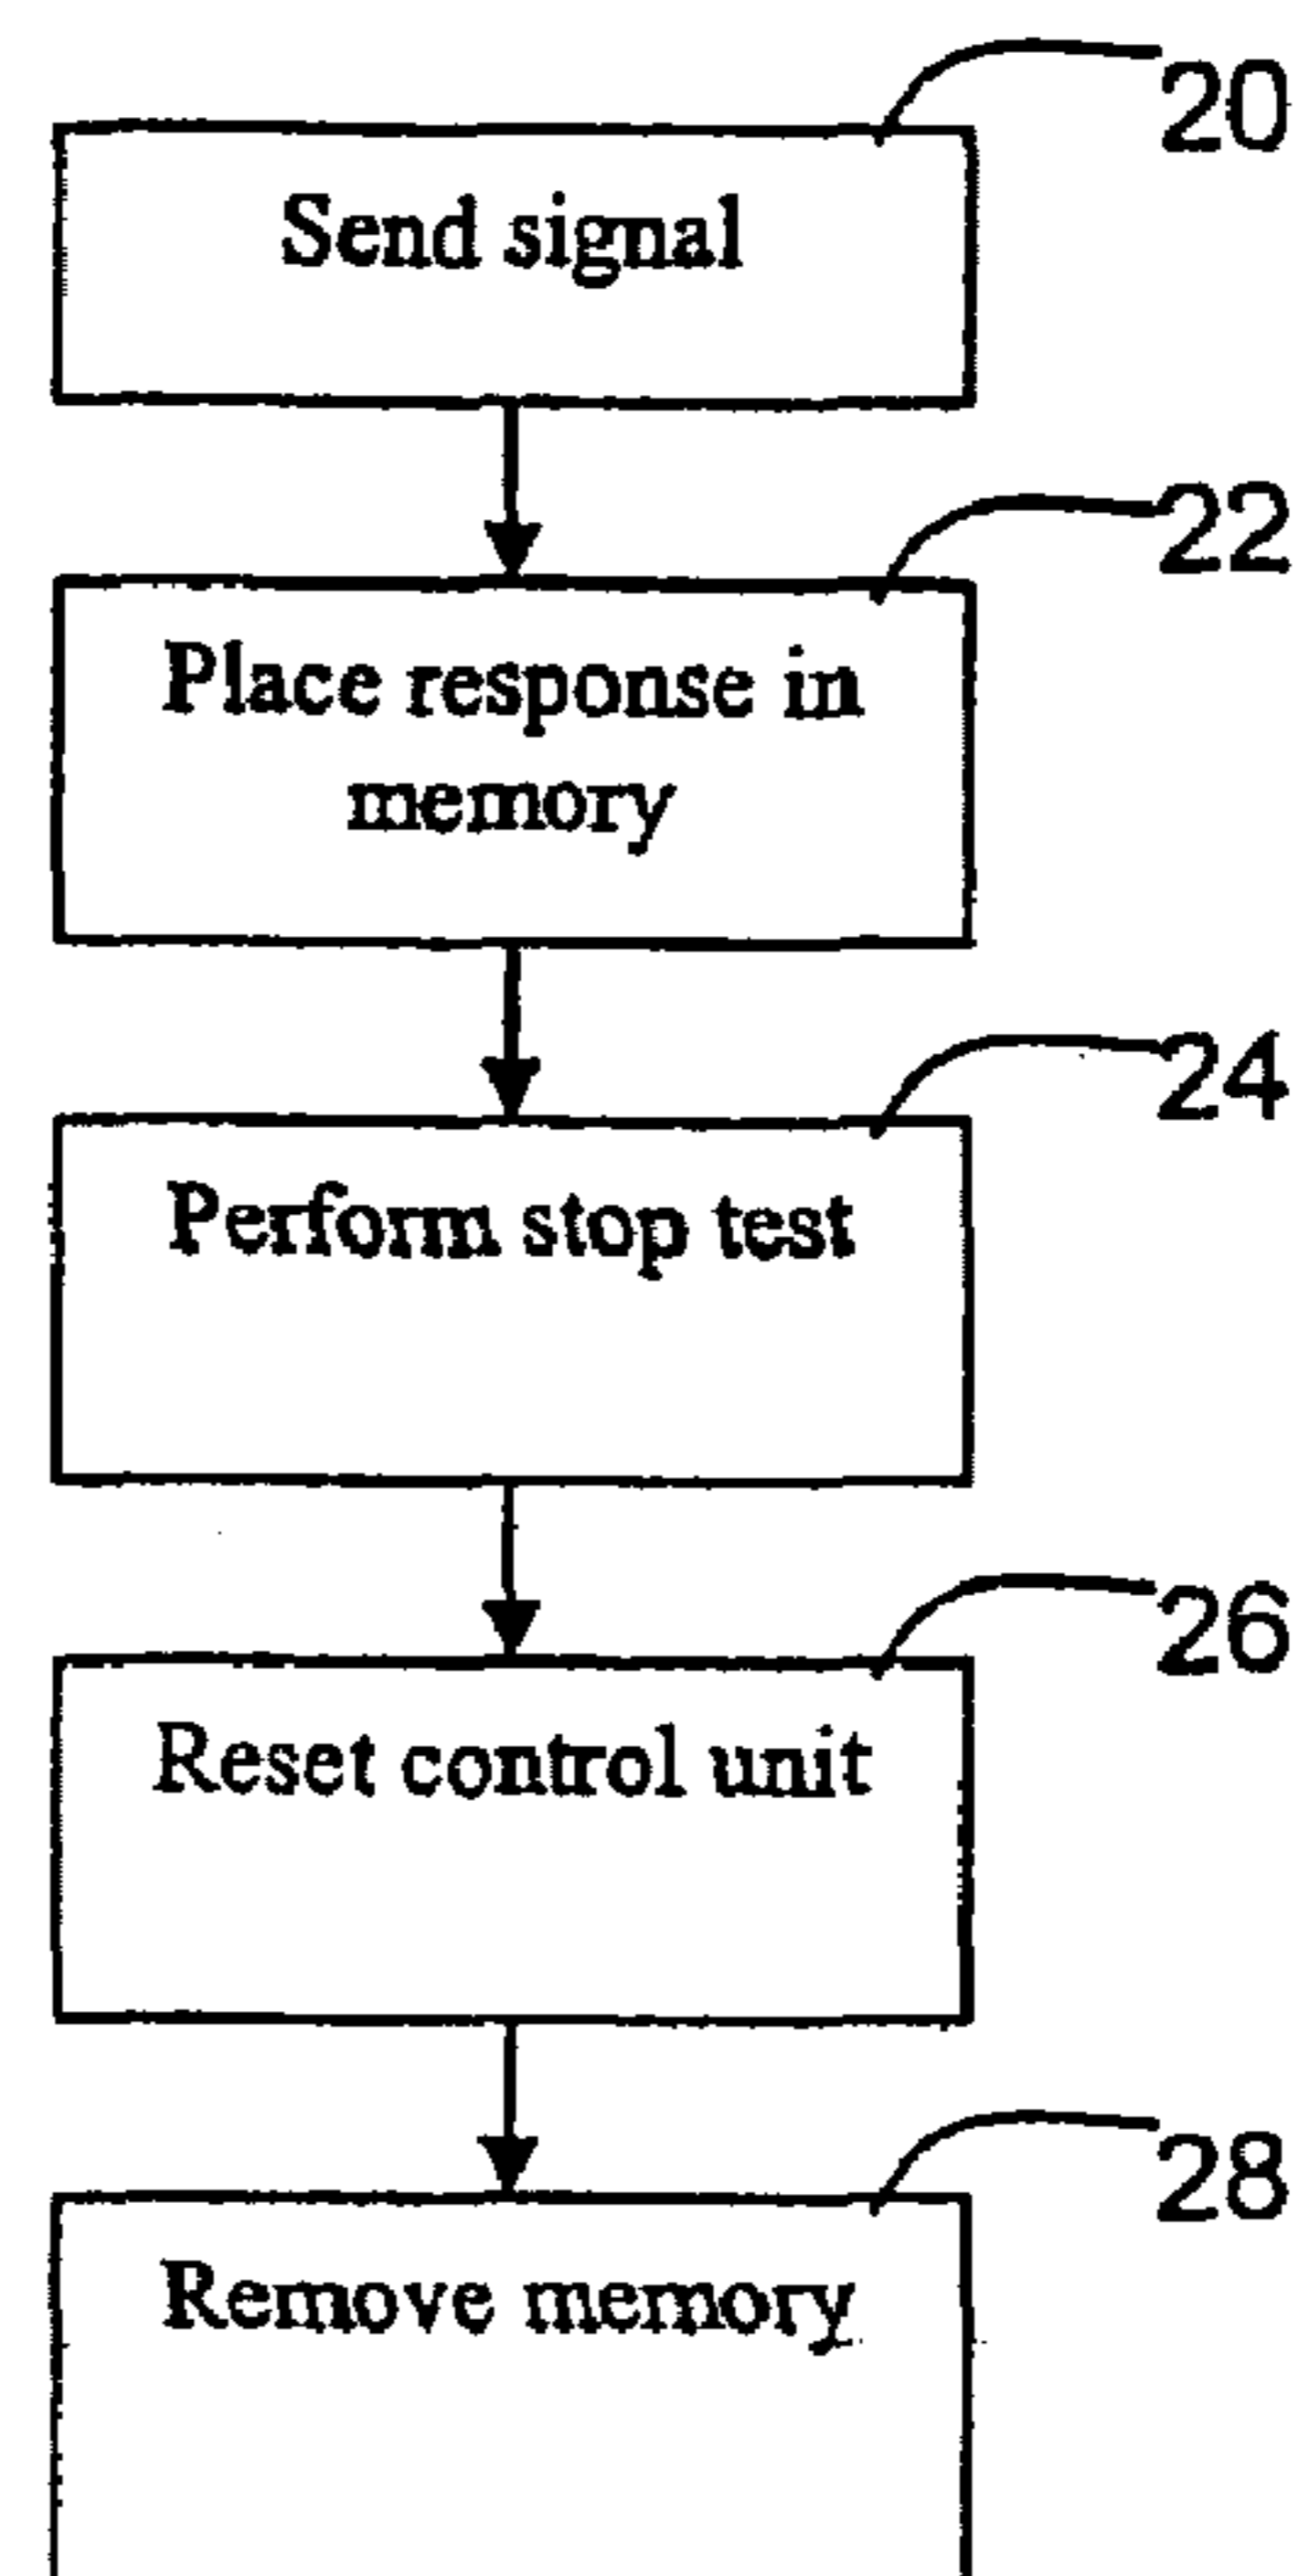 20
Send signal
22
Place response in
memory
24
Perform stop test
26
Reset control unit
28
Remove memory